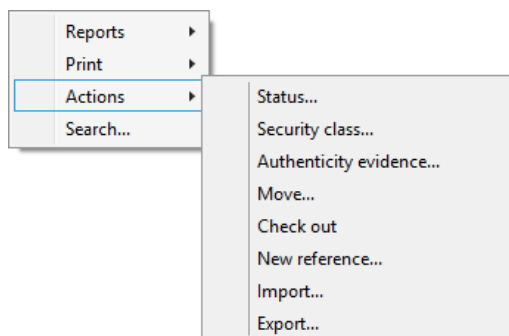 Reports
Print
Actions
Search...
Status...
Security class...
Authenticity evidence...
Move...
Check out
New reference...
Import...
Export...